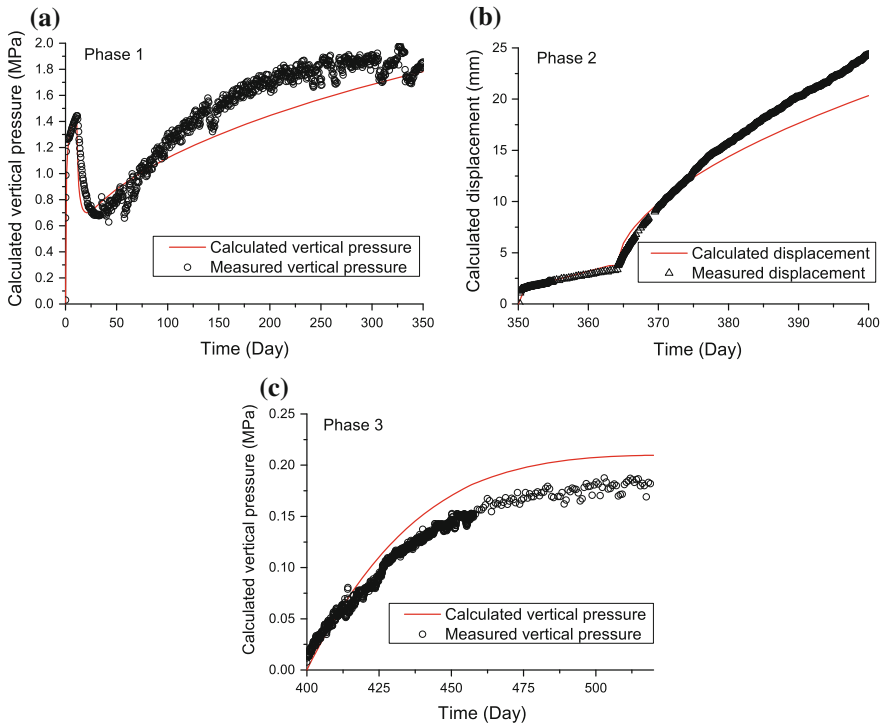 (a)
Phase 1
Calculated vertical pressure (MPa)
2.0
1.8
1.6
1.4
1.2
1.0
0.8
0.6
0.4
0.2
0.0
0
50
100
150
200
250
300
350
Time (Day)
Calculated vertical pressure
Measured vertical pressure
(b)
Phase 2
Calculated displacement (mm)
25
20
15
10
5
0
350
360
370
380
390
400
Time (Day)
Calculated displacement
Measured displacement
(c)
Phase 3
Calculated vertical pressure (MPa)
0.25
0.20
0.15
0.10
0.05
0.00
400
425
450
475
500
Time (Day)
Calculated vertical pressure
Measured vertical pressure